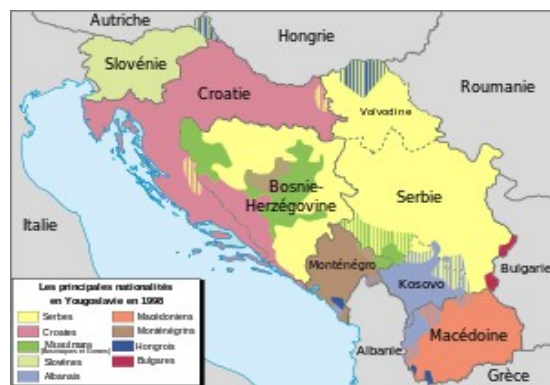 Autriche
Hongrie
Slovénie
Roumanie
Croatie
Voïvodine
Bosnie-
Herzégovine
Serbie
Italie
Monténégro
Bulgarie
Kosovo
Macédoine
Albanie
Grèce
Les principales nationalités
en Yougoslavie en 1998
Serbes
Croates
Musulmans
Slovènes
Albanais
Macédoniens
Monténégrins
Hongrois
Bulgares